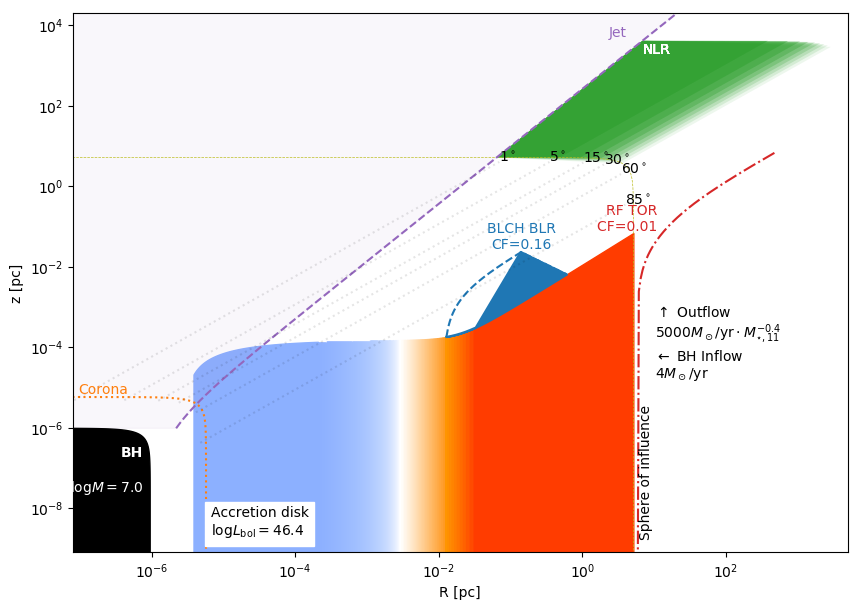 Jet
NLR
1° 5° 15° 30°
60°
85°
RF TOR
CF=0.01
BLCH BLR
CF=0.16
↑ Outflow
5000M⊙/yr · M⋆,11^−0.4
← BH Inflow
4M⊙/yr
Corona
BH
logM = 7.0
Accretion disk
logLbol = 46.4
Sphere of influence
z [pc]
10^4
10^2
10^0
10^−2
10^−4
10^−6
10^−8
10^−6 10^−4 10^−2 10^0 10^2
R [pc]